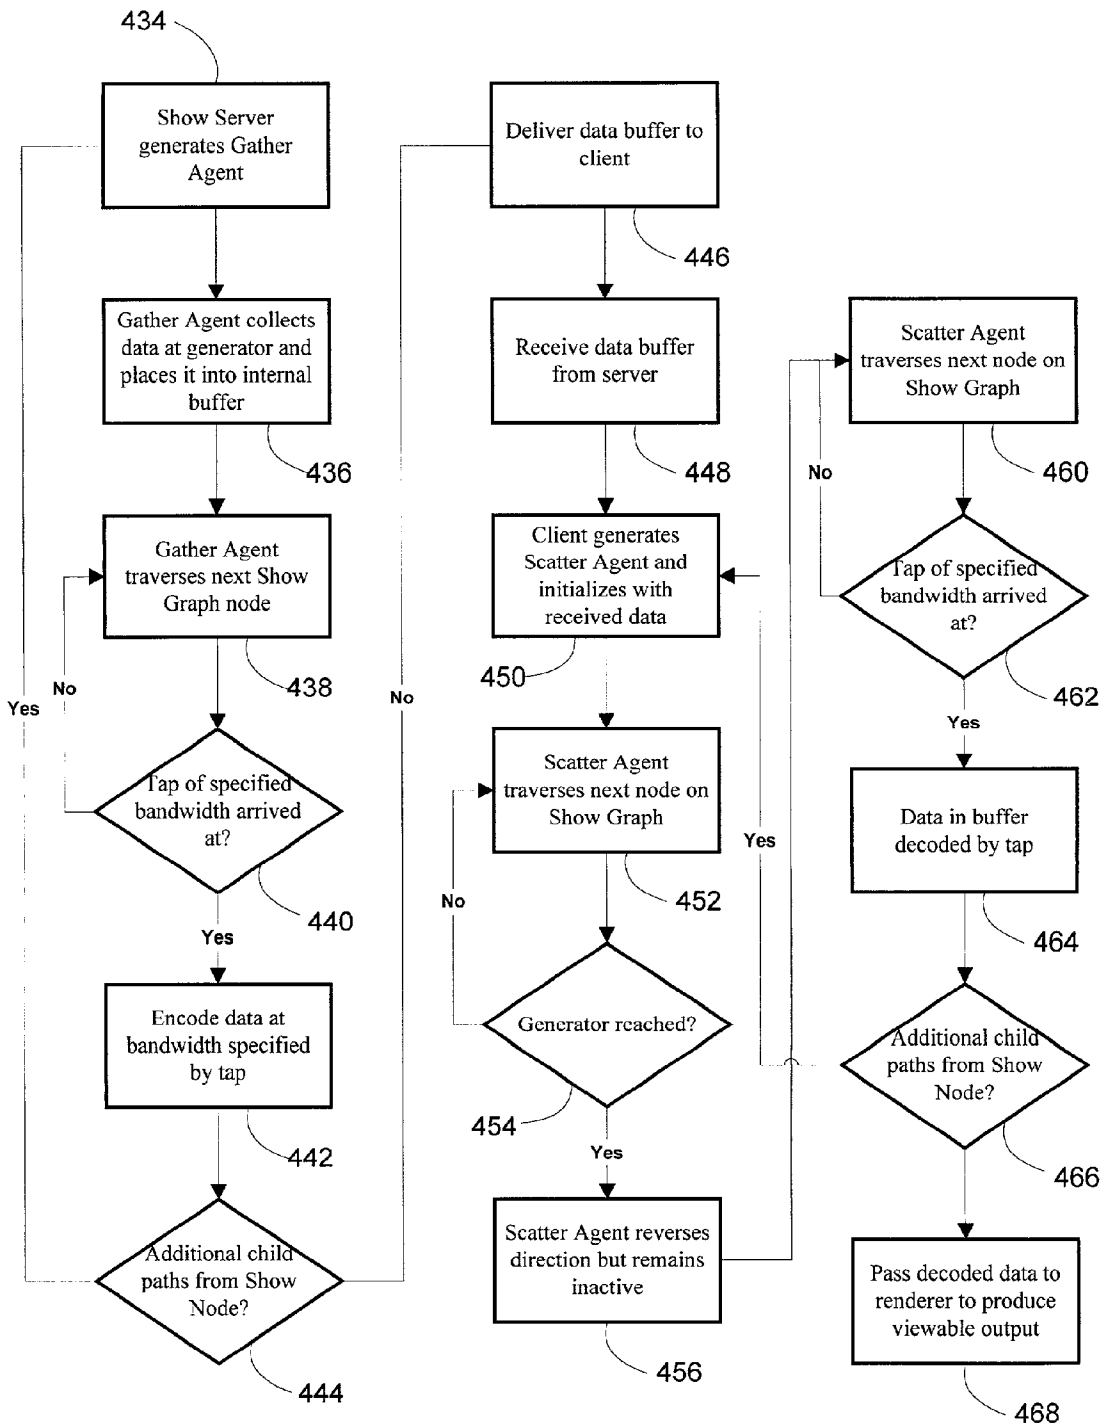 434
Show Server
generates Gather
Agent
Gather Agent collects
data at generator and
places it into internal
buffer
436
Gather Agent
traverses next Show
Graph node
438
No
Yes
Tap of specified
bandwidth arrived
at?
440
Yes
Encode data at
bandwidth specified
by tap
442
Additional child
paths from Show
Node?
444
No
Deliver data buffer to
client
446
Receive data buffer
from server
448
Client generates
Scatter Agent and
initializes with
received data
450
Scatter Agent
traverses next node on
Show Graph
452
No
Generator reached?
454
Yes
Scatter Agent reverses
direction but remains
inactive
456
Scatter Agent
traverses next node on
Show Graph
460
No
Tap of specified
bandwidth arrived
at?
462
Yes
Data in buffer
decoded by tap
464
Yes
Additional child
paths from Show
Node?
466
Pass decoded data to
renderer to produce
viewable output
468